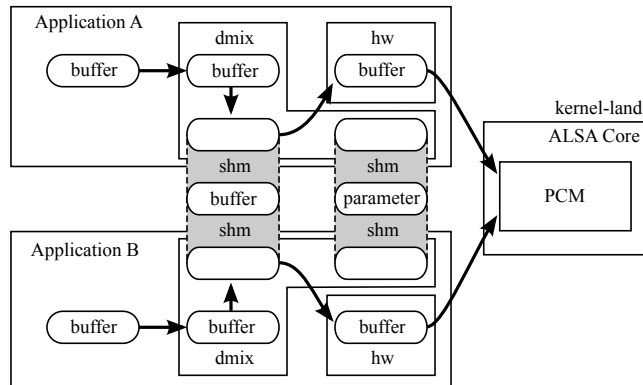 Application A
dmix
hw
buffer
buffer
buffer
kernel-land
ALSA Core
shm
shm
buffer
parameter
PCM
shm
shm
Application B
buffer
buffer
buffer
dmix
hw